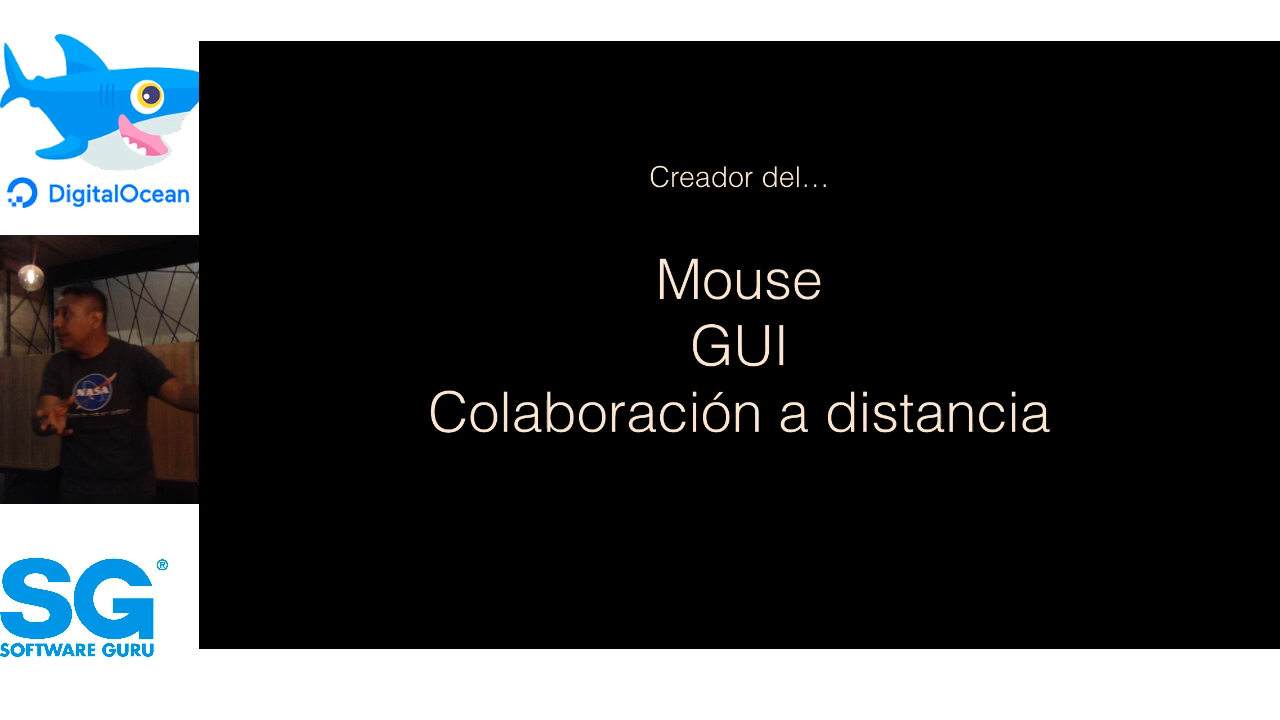 DigitalOcean
NASA
SG®
SOFTWARE GURU
Creador del...
Mouse
GUI
Colaboración a distancia